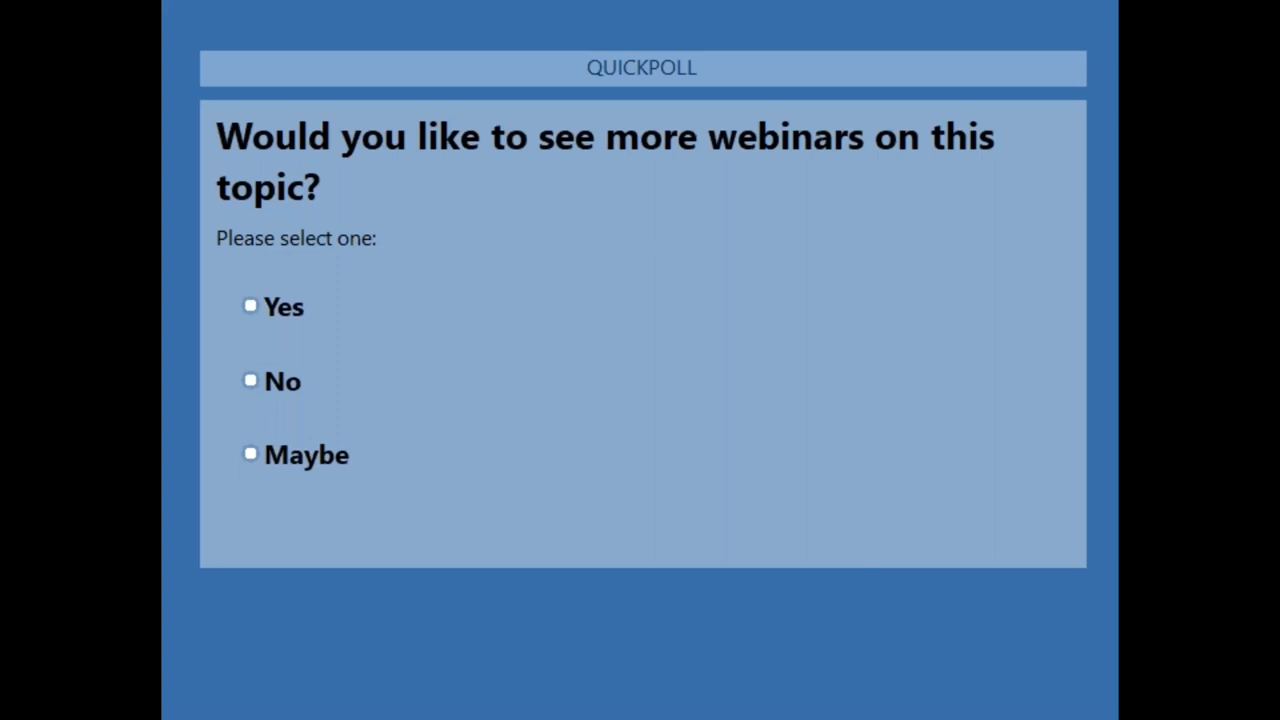 QUICKPOLL
Would you like to see more webinars on this
topic?
Please select one:
Yes
No
Maybe